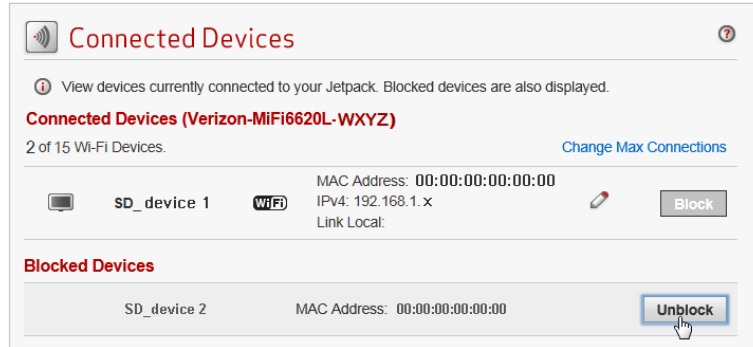 Connected Devices
?
i View devices currently connected to your Jetpack. Blocked devices are also displayed.
Connected Devices (Verizon-MiFi6620L-WXYZ)
2 of 15 Wi-Fi Devices. Change Max Connections
MAC Address: 00:00:00:00:00:00
SD_device 1 WiFi IPv4: 192.168.1.x Block
Link Local:
Blocked Devices
SD_device 2 MAC Address: 00:00:00:00:00:00 Unblock